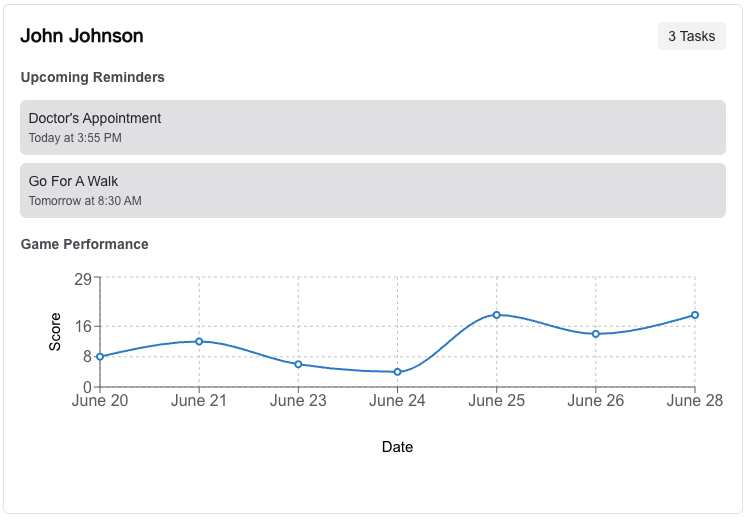 John Johnson
3 Tasks
Upcoming Reminders
Doctor's Appointment
Today at 3:55 PM
Go For A Walk
Tomorrow at 8:30 AM
Game Performance
29
16
8
0
Score
June 20 June 21 June 23 June 24 June 25 June 26 June 28
Date